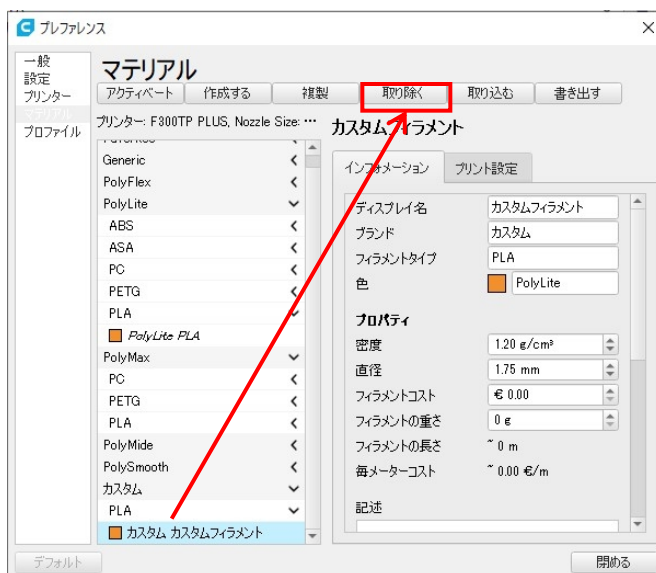 プレファレンス
一般
設定
プリンター
マテリアル
プロファイル
マテリアル
アクティベート 作成する 複製 取り除く 取り込む 書き出す
プリンター: F300TP PLUS, Nozzle Size: ...
Generic
PolyFlex
PolyLite
ABS
ASA
PC
PETG
PLA
PolyLite PLA
PolyMax
PC
PETG
PLA
PolyMide
PolySmooth
カスタム
PLA
カスタム カスタムフィラメント
カスタムフィラメント
インフォメーション プリント設定
ディスプレイ名 カスタムフィラメント
ブランド カスタム
フィラメントタイプ PLA
色 PolyLite
プロパティ
密度 1.20 g/cm³
直径 1.75 mm
フィラメントコスト € 0.00
フィラメントの重さ 0 g
フィラメントの長さ ~ 0 m
毎メーターコスト ~ 0.00 €/m
記述
デフォルト
閉める